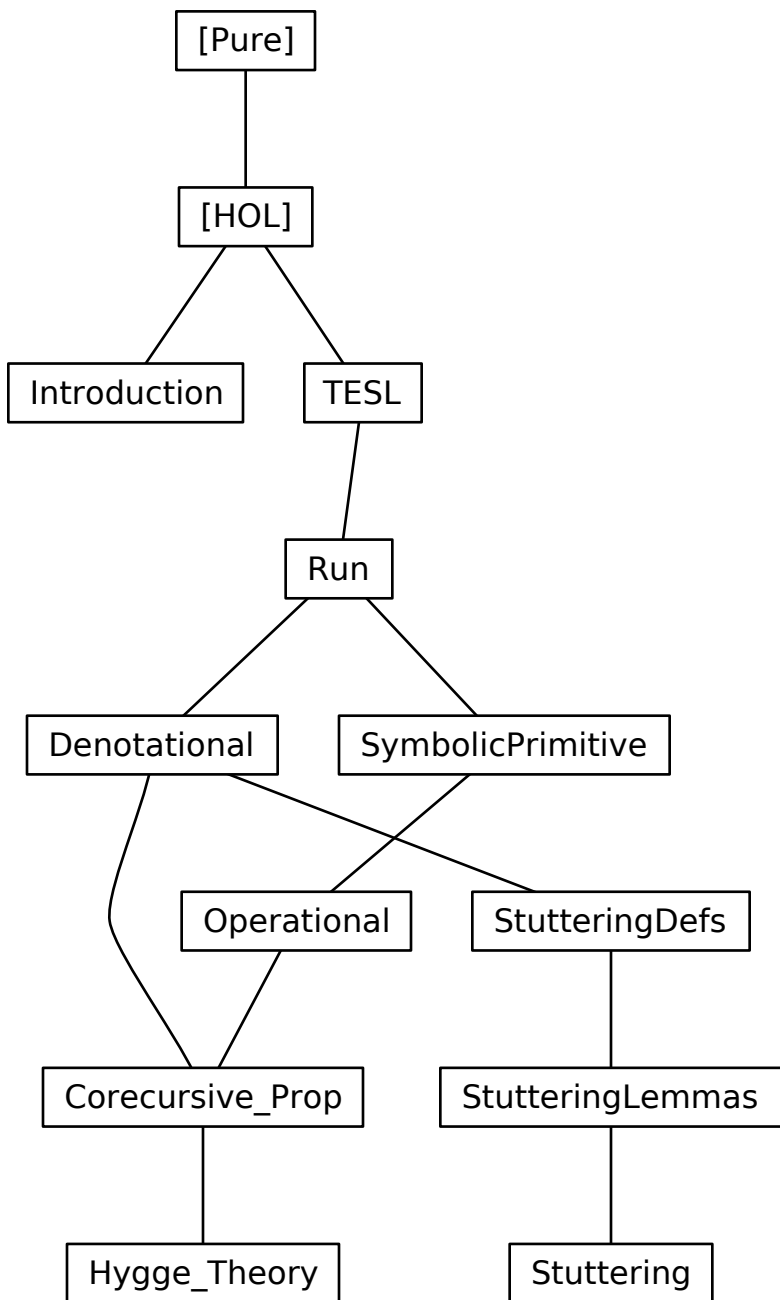 [Pure]
[HOL]
Introduction
TESL
Run
Denotational
SymbolicPrimitive
Operational
StutteringDefs
Corecursive_Prop
StutteringLemmas
Hygge_Theory
Stuttering